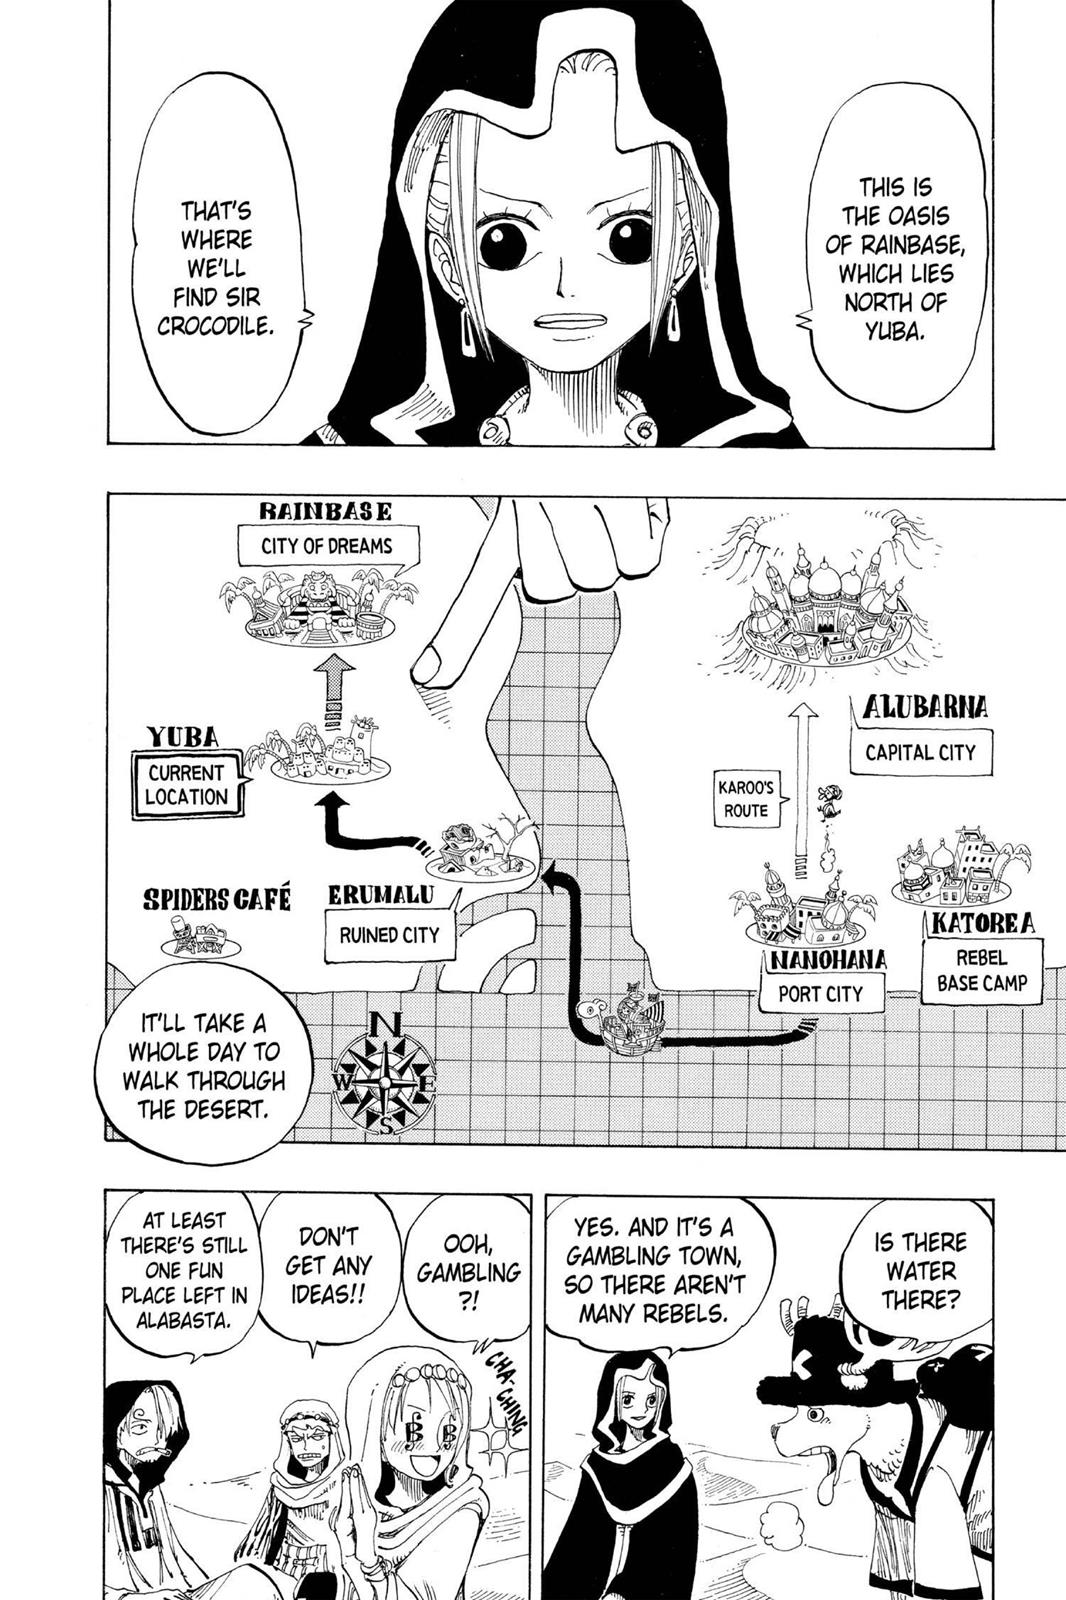 THIS IS
THE OASIS
OF RAINBASE,
WHICH LIES
NORTH OF
YUBA.
THAT'S
WHERE
WE'LL
FIND SIR
CROCODILE.
RAINBASE
CITY OF DREAMS
ALUBARNA
CAPITAL CITY
YUBA
CURRENT
LOCATION
KAROO'S
ROUTE
SPIDERS CAFÉ
ERUMALU
RUINED CITY
KATOREA
REBEL
BASE CAMP
NANOHANA
PORT CITY
N
W
E
S
IT'LL TAKE A
WHOLE DAY TO
WALK THROUGH
THE DESERT.
IS THERE
WATER
THERE?
YES. AND IT'S A
GAMBLING TOWN,
SO THERE AREN'T
MANY REBELS.
OOH,
GAMBLING
?!
CHA-CHING
DON'T
GET ANY
IDEAS!!
AT LEAST
THERE'S STILL
ONE FUN
PLACE LEFT IN
ALABASTA.